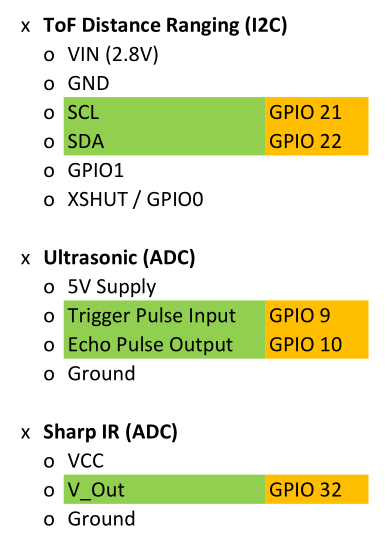 x ToF Distance Ranging (I2C)
o VIN (2.8V)
o GND
o SCL GPIO 21
o SDA GPIO 22
o GPIO1
o XSHUT / GPIO0
x Ultrasonic (ADC)
o 5V Supply
o Trigger Pulse Input GPIO 9
o Echo Pulse Output GPIO 10
o Ground
x Sharp IR (ADC)
o VCC
o V_Out GPIO 32
o Ground